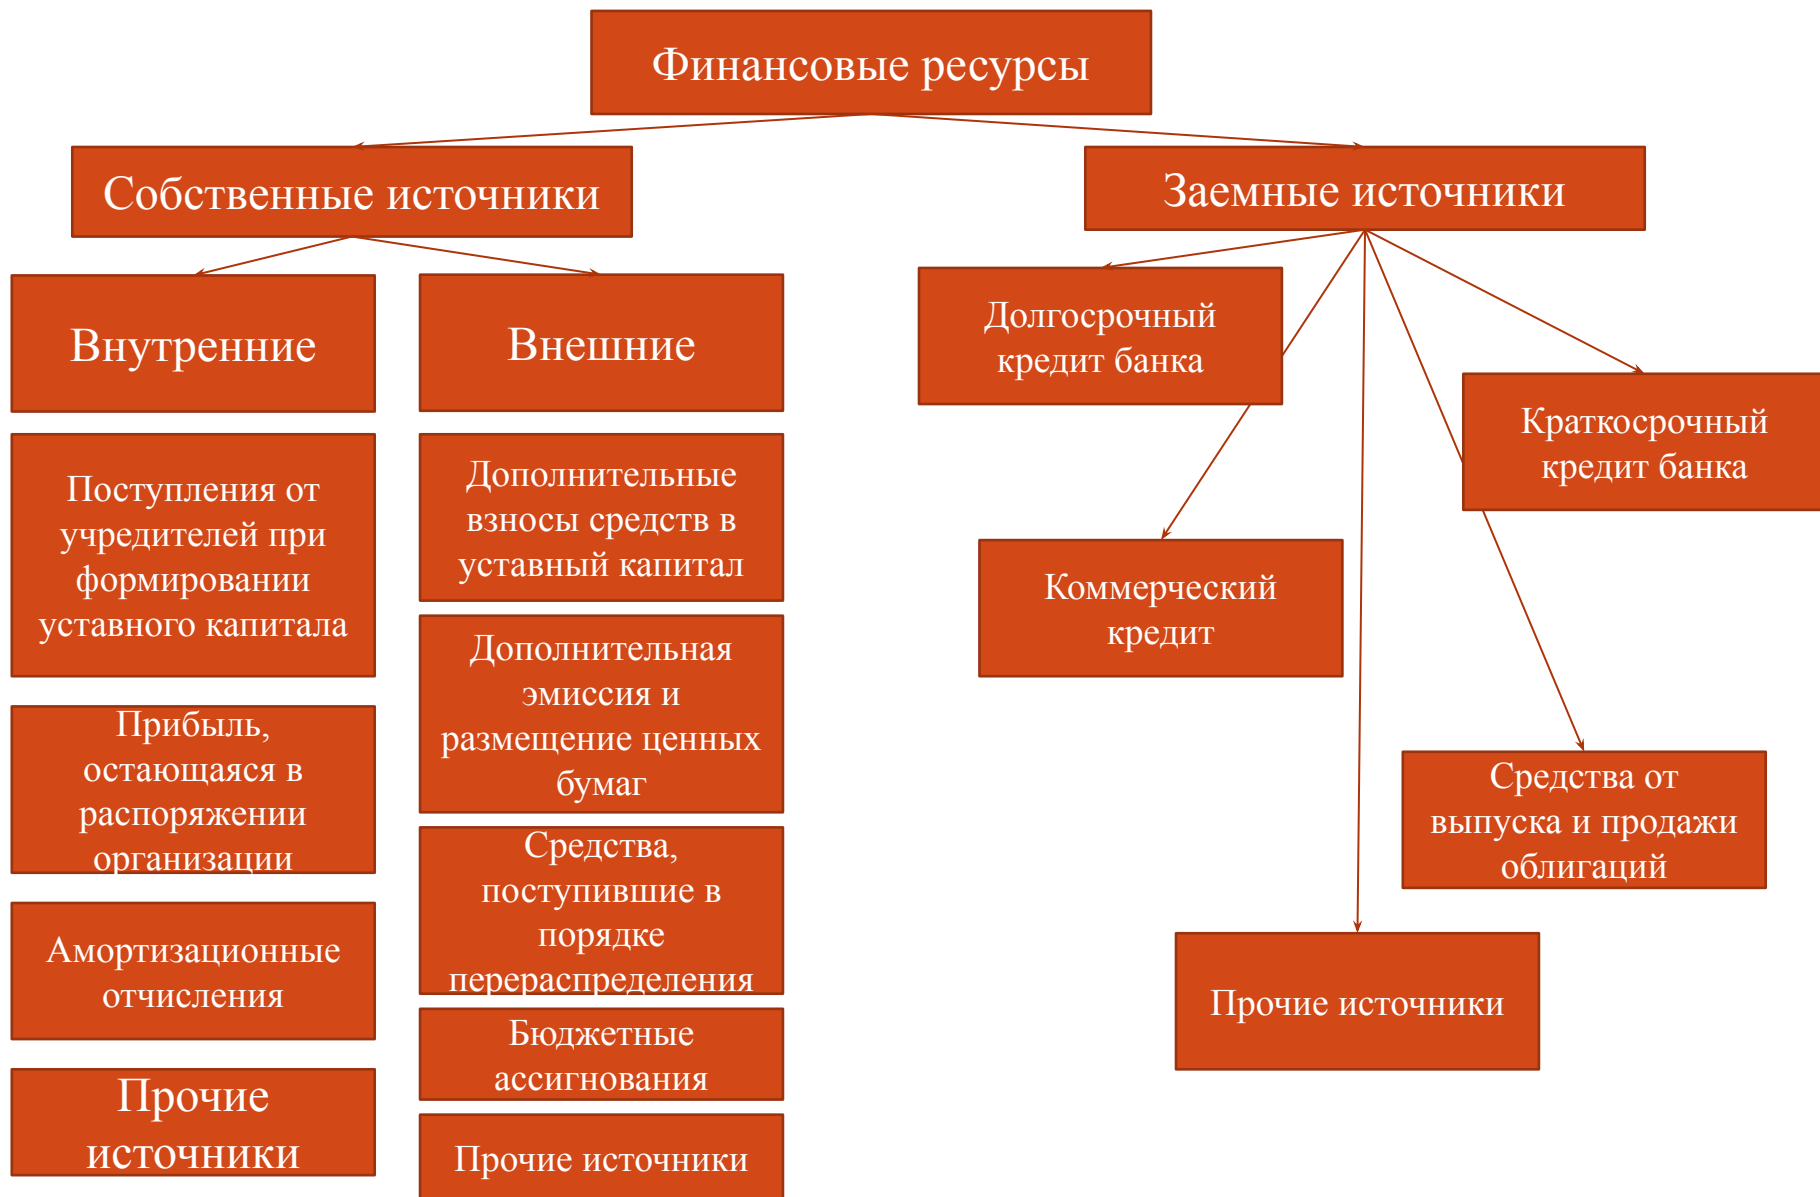 Финансовые ресурсы
Собственные источники
Заемные источники
Внутренние
Внешние
Поступления от
учредителей при
формировании
уставного капитала
Прибыль,
остающаяся в
распоряжении
организации
Амортизационные
отчисления
Прочие
источники
Дополнительные
взносы средств в
уставный капитал
Дополнительная
эмиссия и
размещение ценных
бумаг
Средства,
поступившие в
порядке
перераспределения
Бюджетные
ассигнования
Прочие источники
Долгосрочный
кредит банка
Краткосрочный
кредит банка
Коммерческий
кредит
Средства от
выпуска и продажи
облигаций
Прочие источники